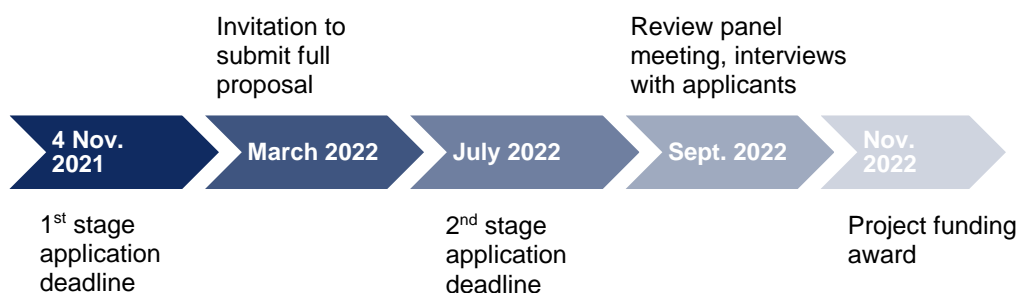 Invitation to
submit full
proposal
Review panel
meeting, interviews
with applicants
4 Nov.
2021
March 2022
July 2022
Sept. 2022
Nov.
2022
1st stage
application
deadline
2nd stage
application
deadline
Project funding
award